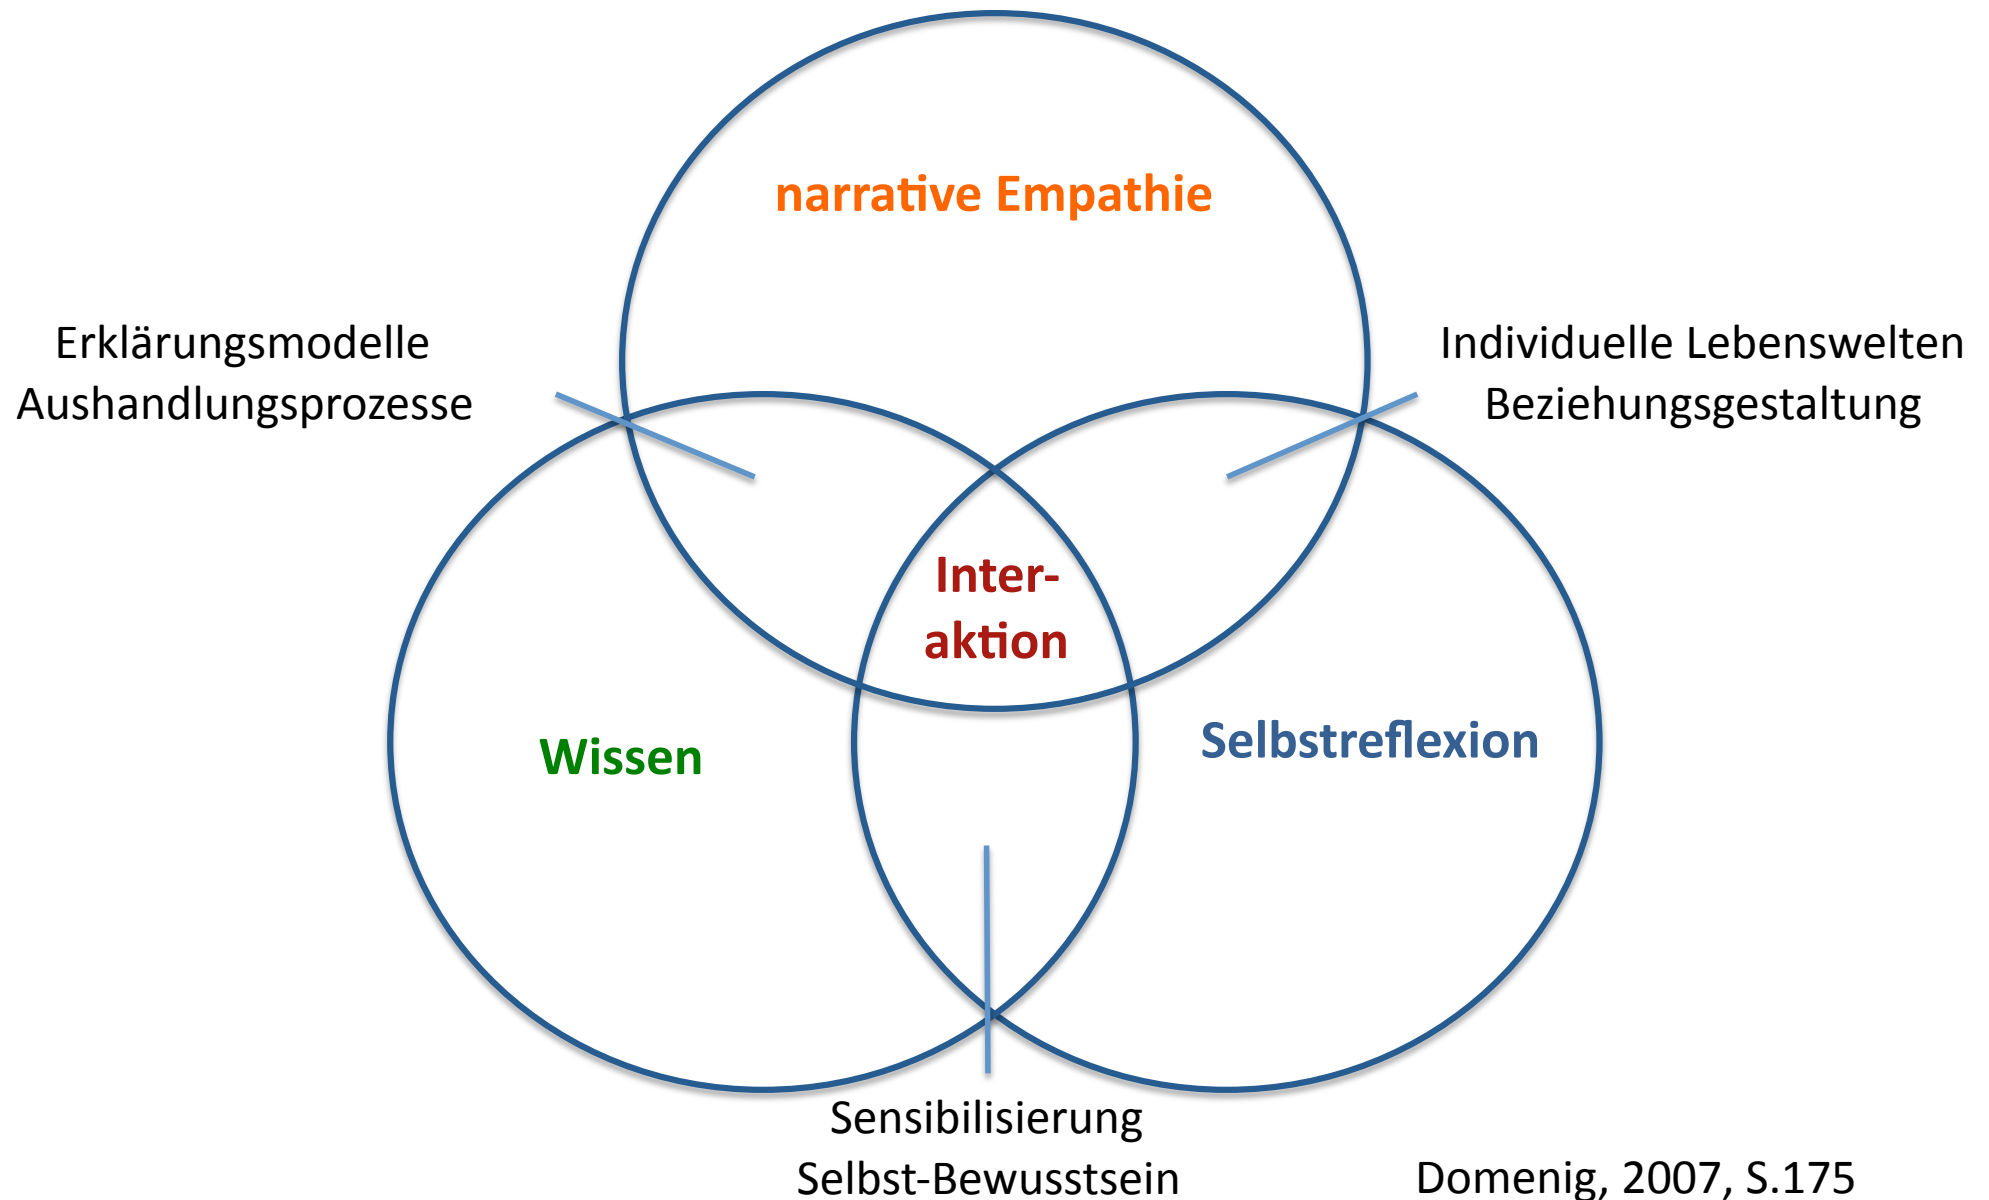 narrative Empathie
Erklärungsmodelle
Aushandlungsprozesse
Individuelle Lebenswelten
Beziehungsgestaltung
Inter-
aktion
Wissen
Selbstreflexion
Sensibilisierung
Selbst-Bewusstsein
Domenig, 2007, S.175